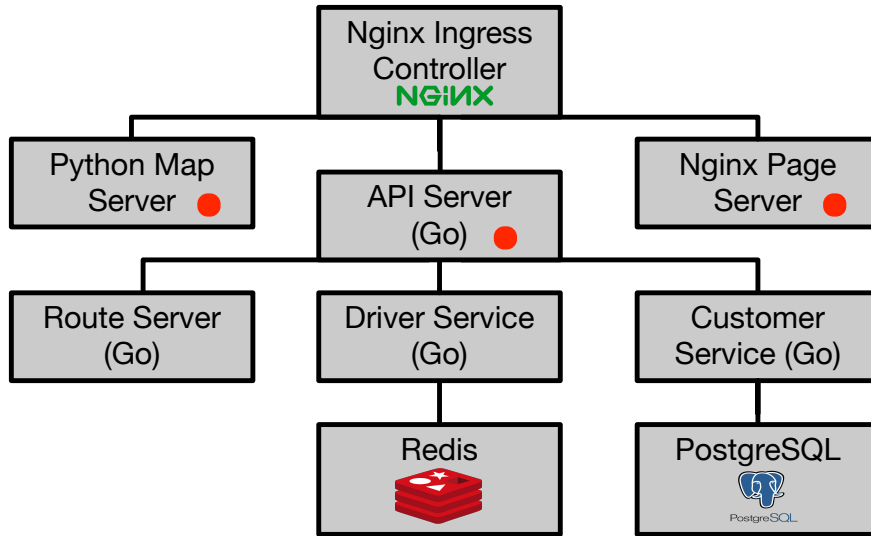 Nginx Ingress
Controller
NGINX
Python Map
Server
API Server
(Go)
Nginx Page
Server
Route Server
(Go)
Driver Service
(Go)
Customer
Service (Go)
Redis
PostgreSQL
PostgreSQL